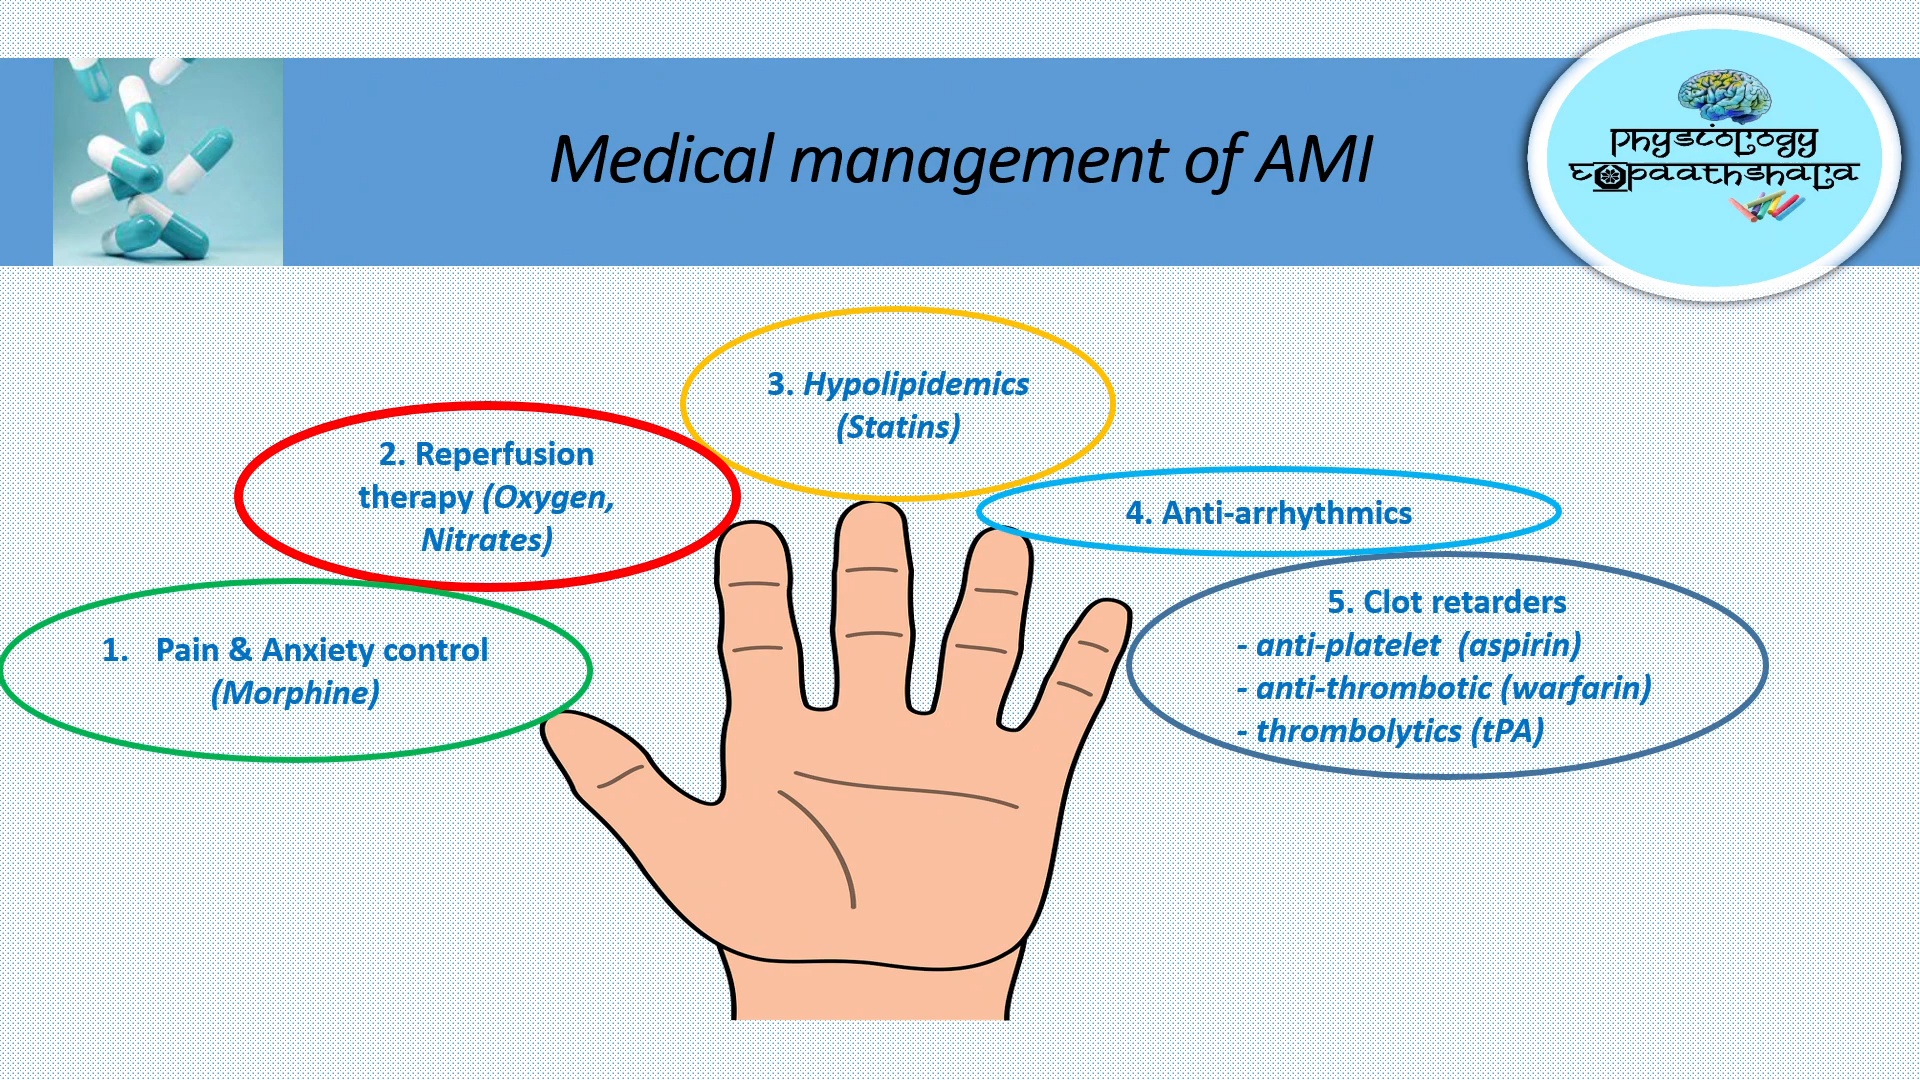 Medical management of AMI
Physiology
E-paathshala
3. Hypolipidemics
(Statins)
2. Reperfusion
therapy (Oxygen,
Nitrates)
4. Anti-arrhythmics
1. Pain & Anxiety control
(Morphine)
5. Clot retarders
- anti-platelet (aspirin)
- anti-thrombotic (warfarin)
- thrombolytics (tPA)